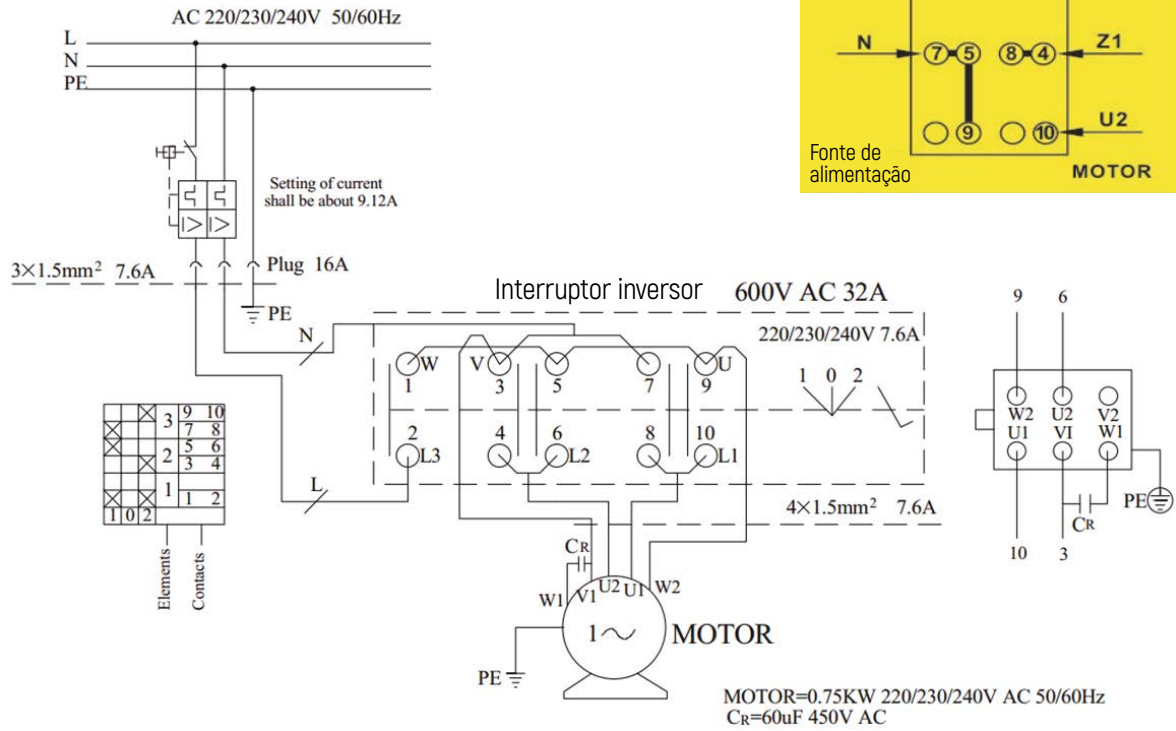 AC 220/230/240V 50/60Hz
L
N
PE
Setting of current
shall be about 9.12A
3×1.5mm² 7.6A
Plug 16A
PE
N
L
N
7 5 8 4
Z1
9 10
U2
Fonte de
alimentação
MOTOR
Interruptor inversor
600V AC 32A
220/230/240V 7.6A
1 0 2
W V U
1 3 5 7 9
2 4 6 8 10
L3 L2 L1
4×1.5mm² 7.6A
3 9 10
7 8
2 5 6
3 4
1
1 2
1 0 2
Elements
Contacts
CR
W1 V1 U2 U1 W2
1~
MOTOR
PE
9 6
W2 U2 V2
U1 VI W1
PE
CR
10 3
MOTOR=0.75KW 220/230/240V AC 50/60Hz
CR=60uF 450V AC